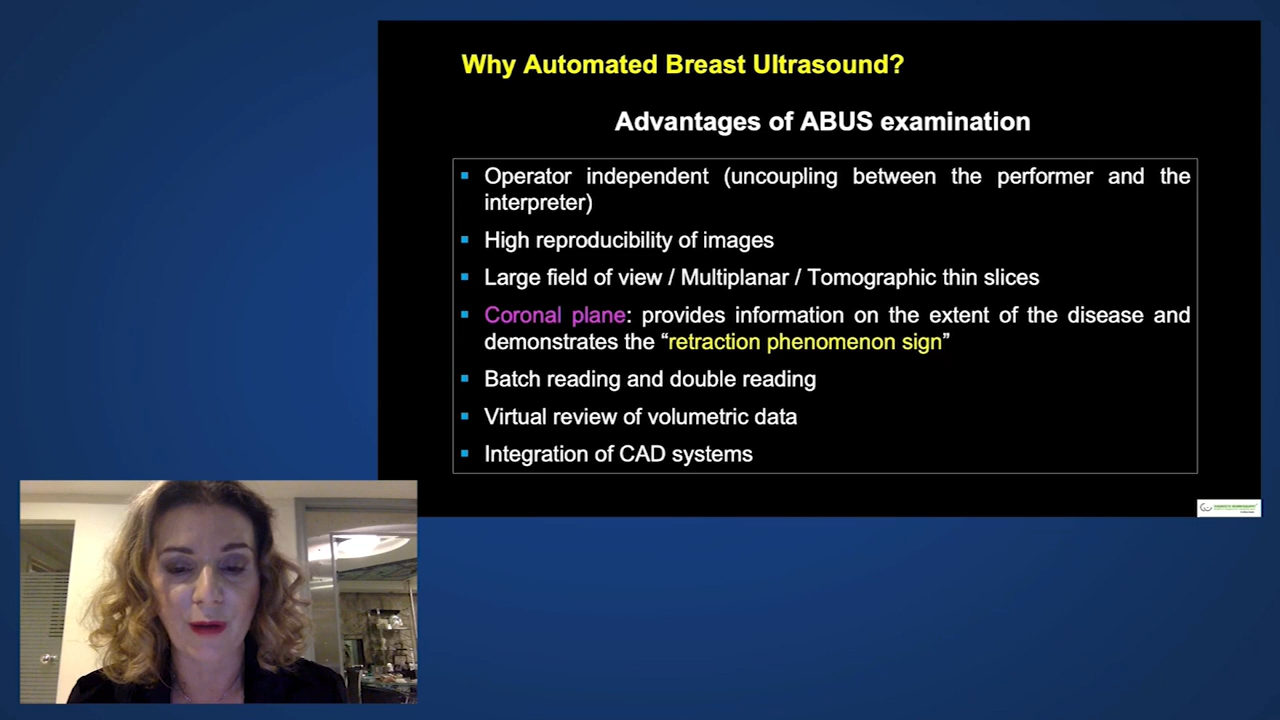 Why Automated Breast Ultrasound?
Advantages of ABUS examination
▪ Operator independent (uncoupling between the performer and the
interpreter)
▪ High reproducibility of images
▪ Large field of view / Multiplanar / Tomographic thin slices
▪ Coronal plane: provides information on the extent of the disease and
demonstrates the “retraction phenomenon sign”
▪ Batch reading and double reading
▪ Virtual review of volumetric data
▪ Integration of CAD systems